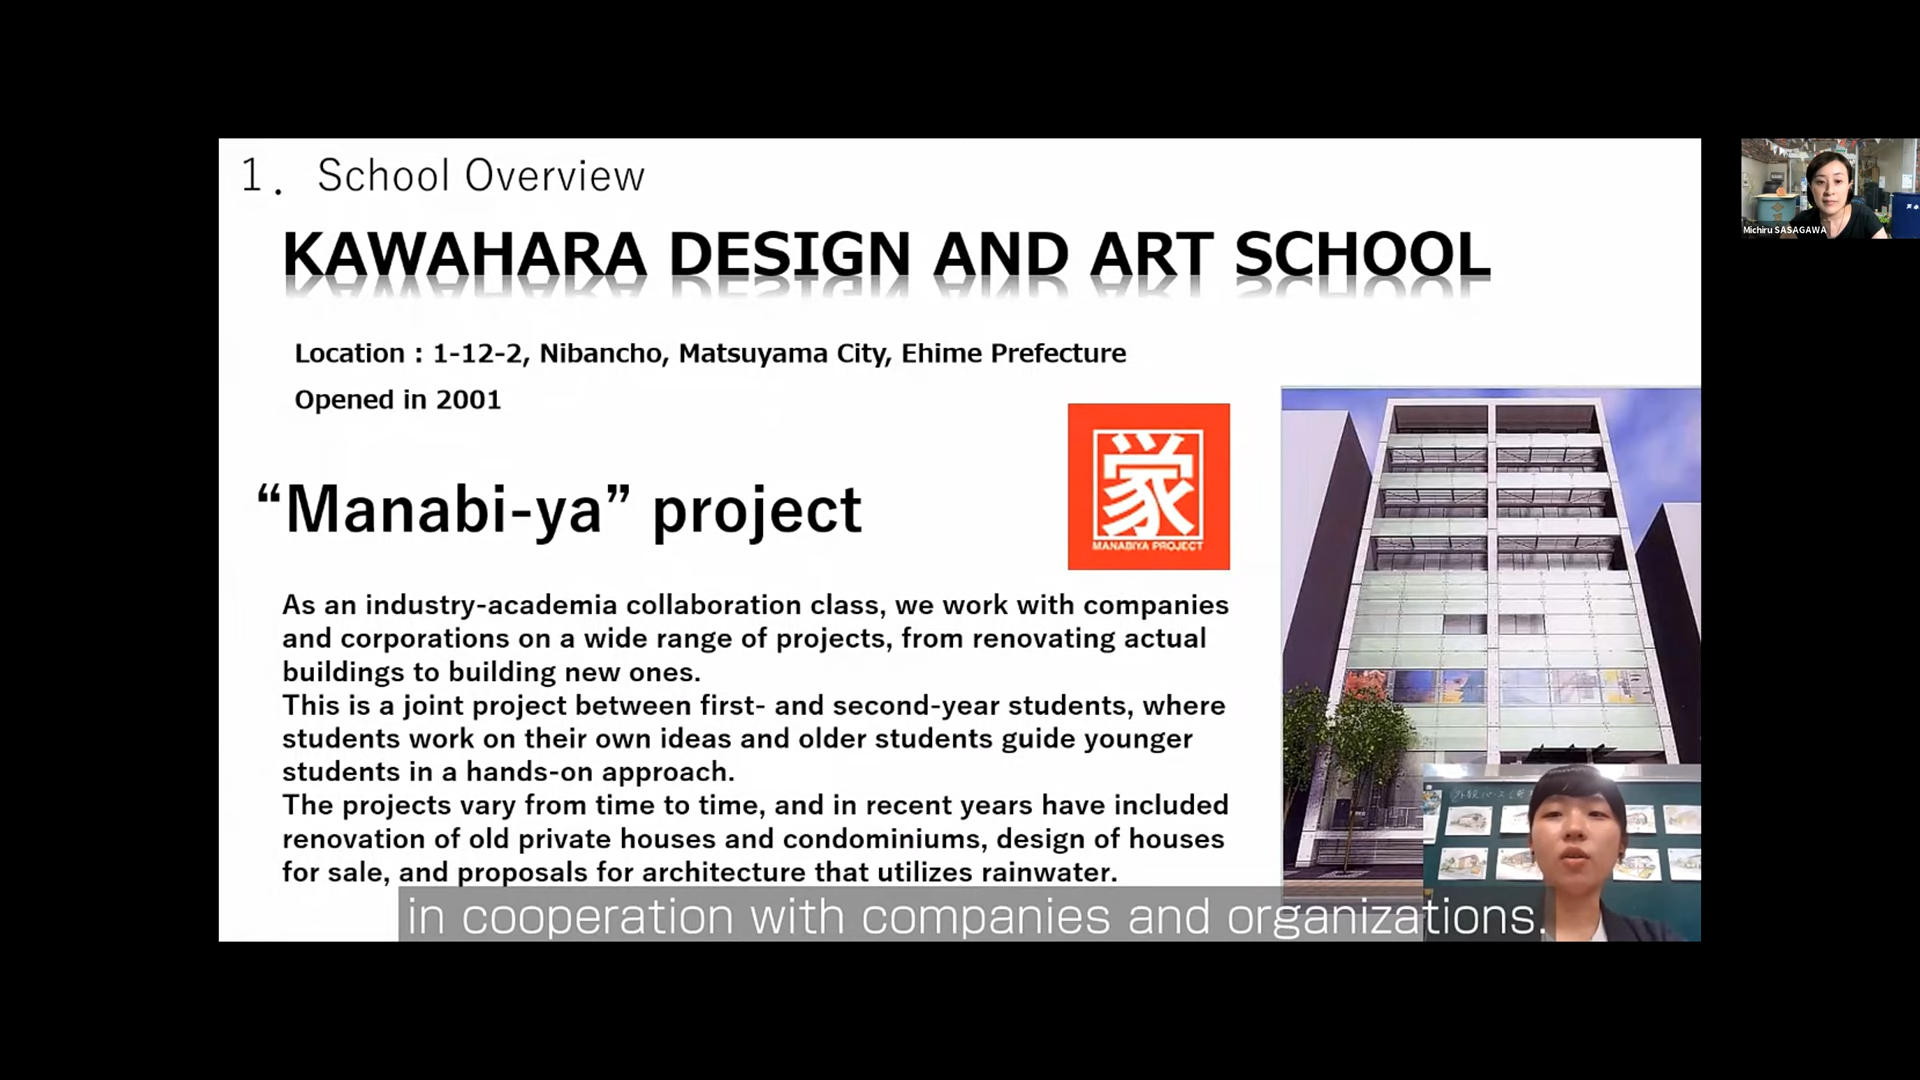 1. School Overview
KAWAHARA DESIGN AND ART SCHOOL
Location : 1-12-2, Nibancho, Matsuyama City, Ehime Prefecture
Opened in 2001
“Manabi-ya” project
MANABIYA PROJECT
As an industry-academia collaboration class, we work with companies
and corporations on a wide range of projects, from renovating actual
buildings to building new ones.
This is a joint project between first- and second-year students, where
students work on their own ideas and older students guide younger
students in a hands-on approach.
The projects vary from time to time, and in recent years have included
renovation of old private houses and condominiums, design of houses
for sale, and proposals for architecture that utilizes rainwater.
in cooperation with companies and organizations.
Michiru SASAGAWA